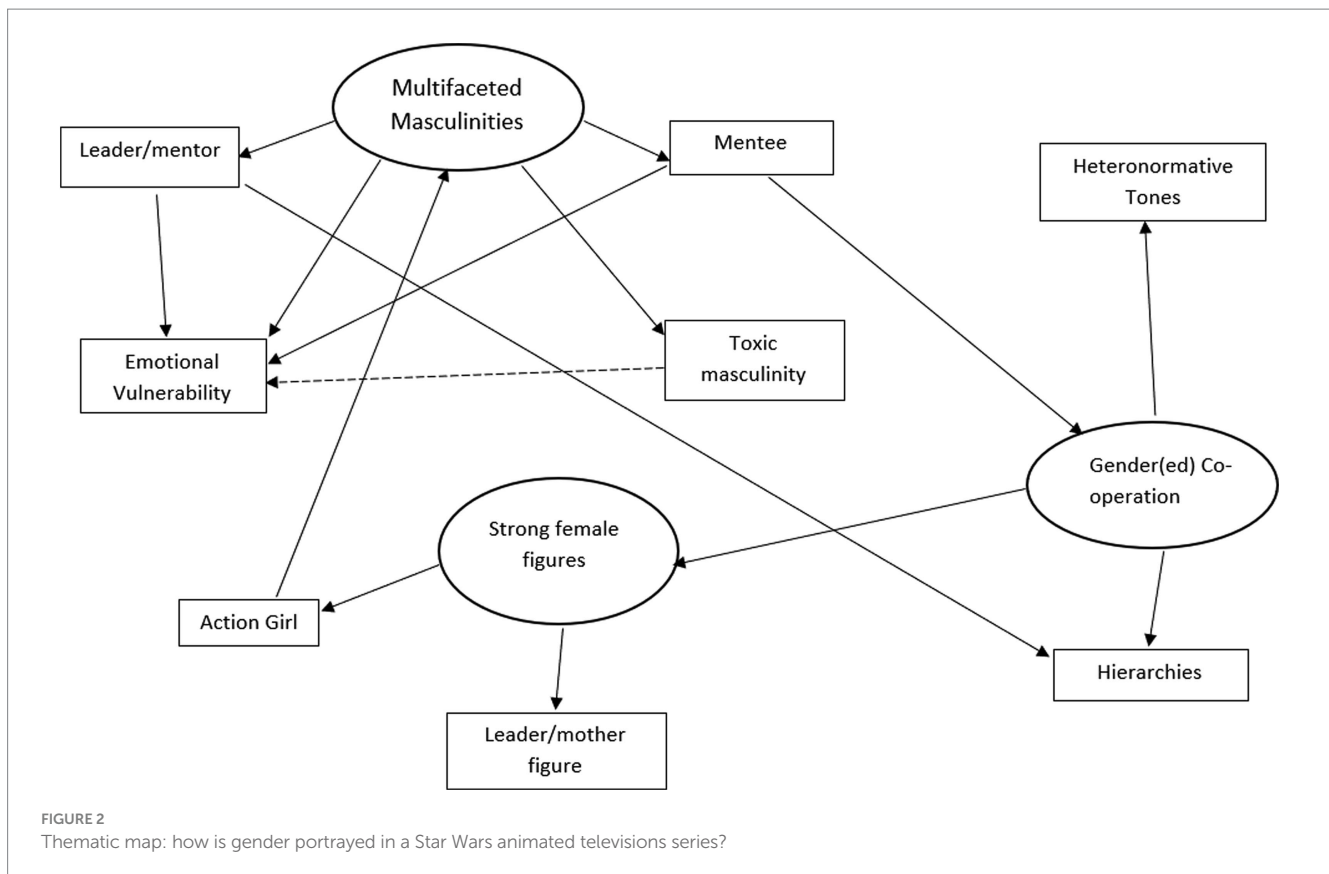 Multifaceted
Masculinities
Leader/mentor
Mentee
Heteronormative
Tones
Emotional
Vulnerability
Toxic
masculinity
Gender(ed) Co-
operation
Strong female
figures
Action Girl
Hierarchies
Leader/mother
figure
FIGURE 2
Thematic map: how is gender portrayed in a Star Wars animated televisions series?